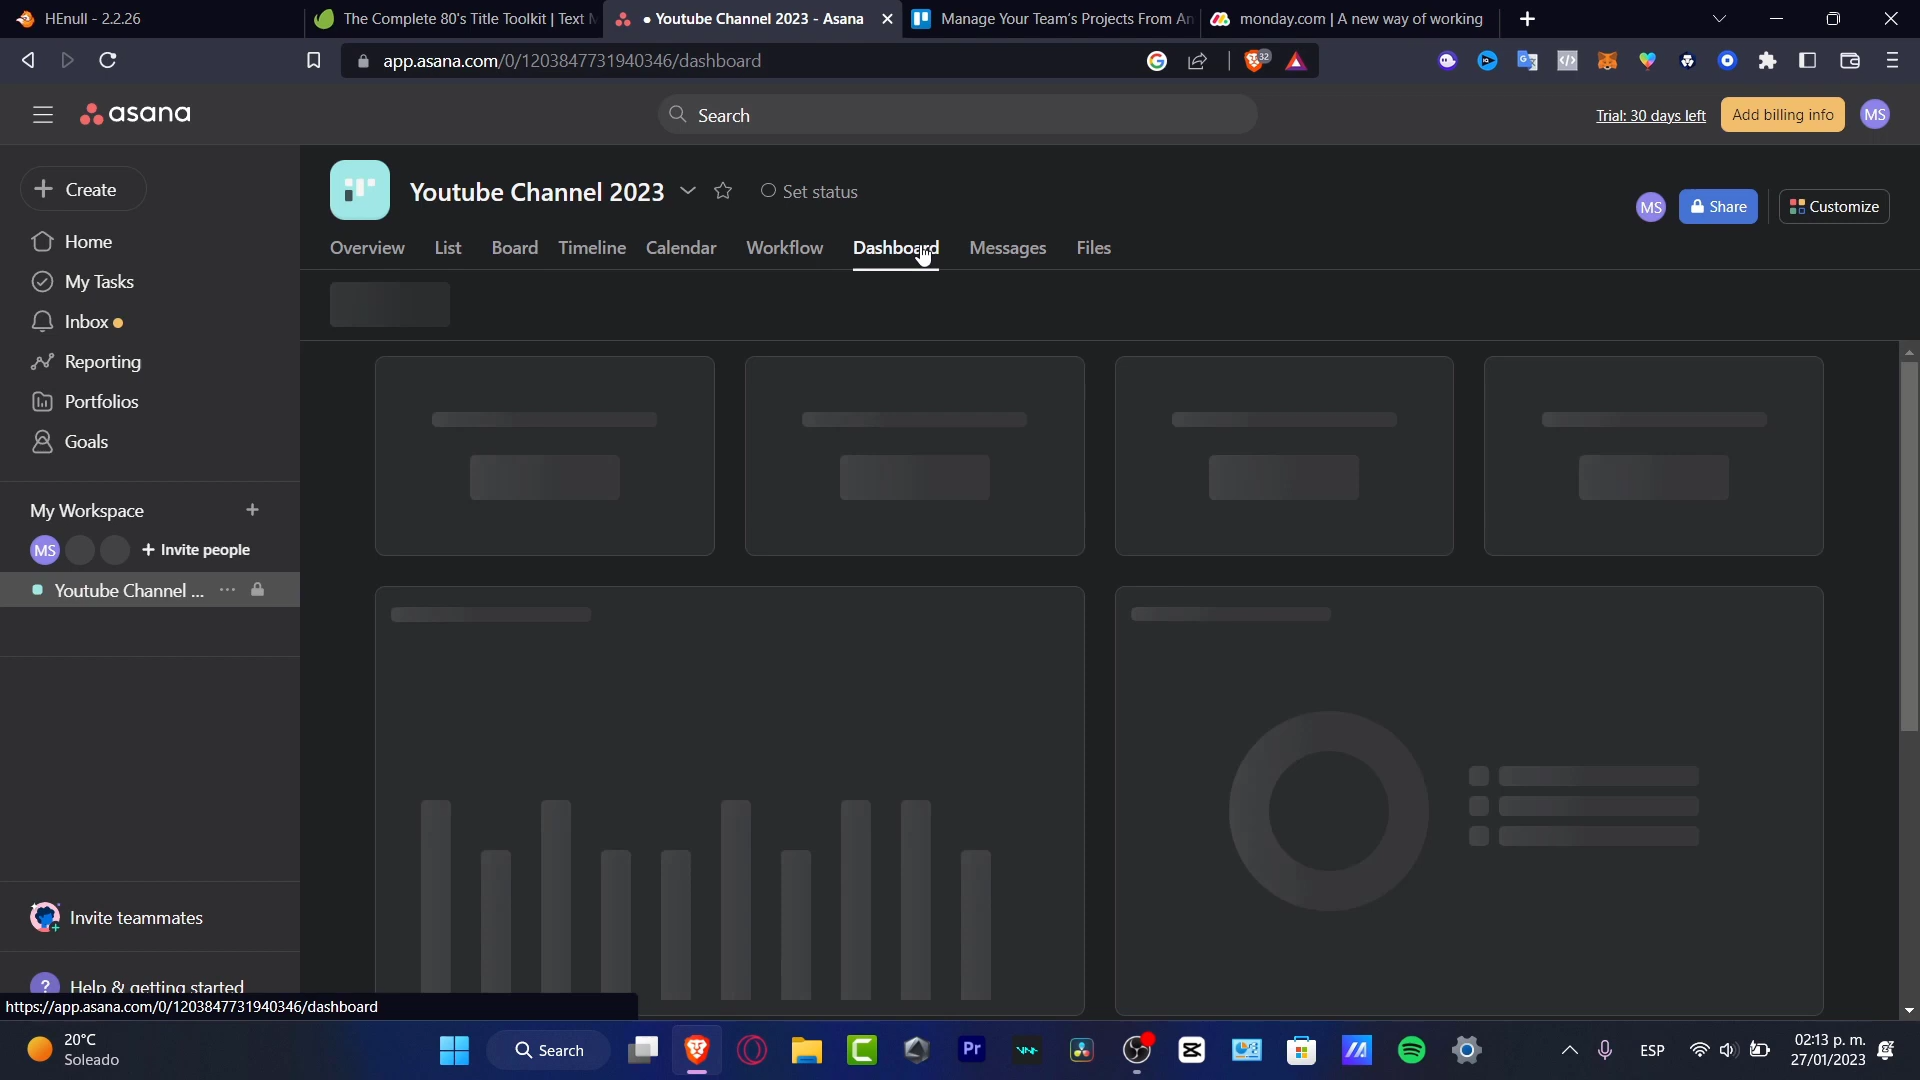 HEnull - 2.2.26
The Complete 80's Title Toolkit | Text
• Youtube Channel 2023 - Asana
Manage Your Team's Projects From An
monday.com | A new way of working
app.asana.com/0/1203847731940346/dashboard
32
asana
Search
Trial: 30 days left
Add billing info
MS
Create
Youtube Channel 2023
Set status
MS
Share
Customize
Overview
List
Board
Timeline
Calendar
Workflow
Dashboard
Messages
Files
Home
My Tasks
Inbox
Reporting
Portfolios
Goals
My Workspace
MS
Invite people
Youtube Channel ...
Invite teammates
? Help & getting started
https://app.asana.com/0/1203847731940346/dashboard
20°C
Soleado
Search
Pr
ESP
02:13 p. m.
27/01/2023